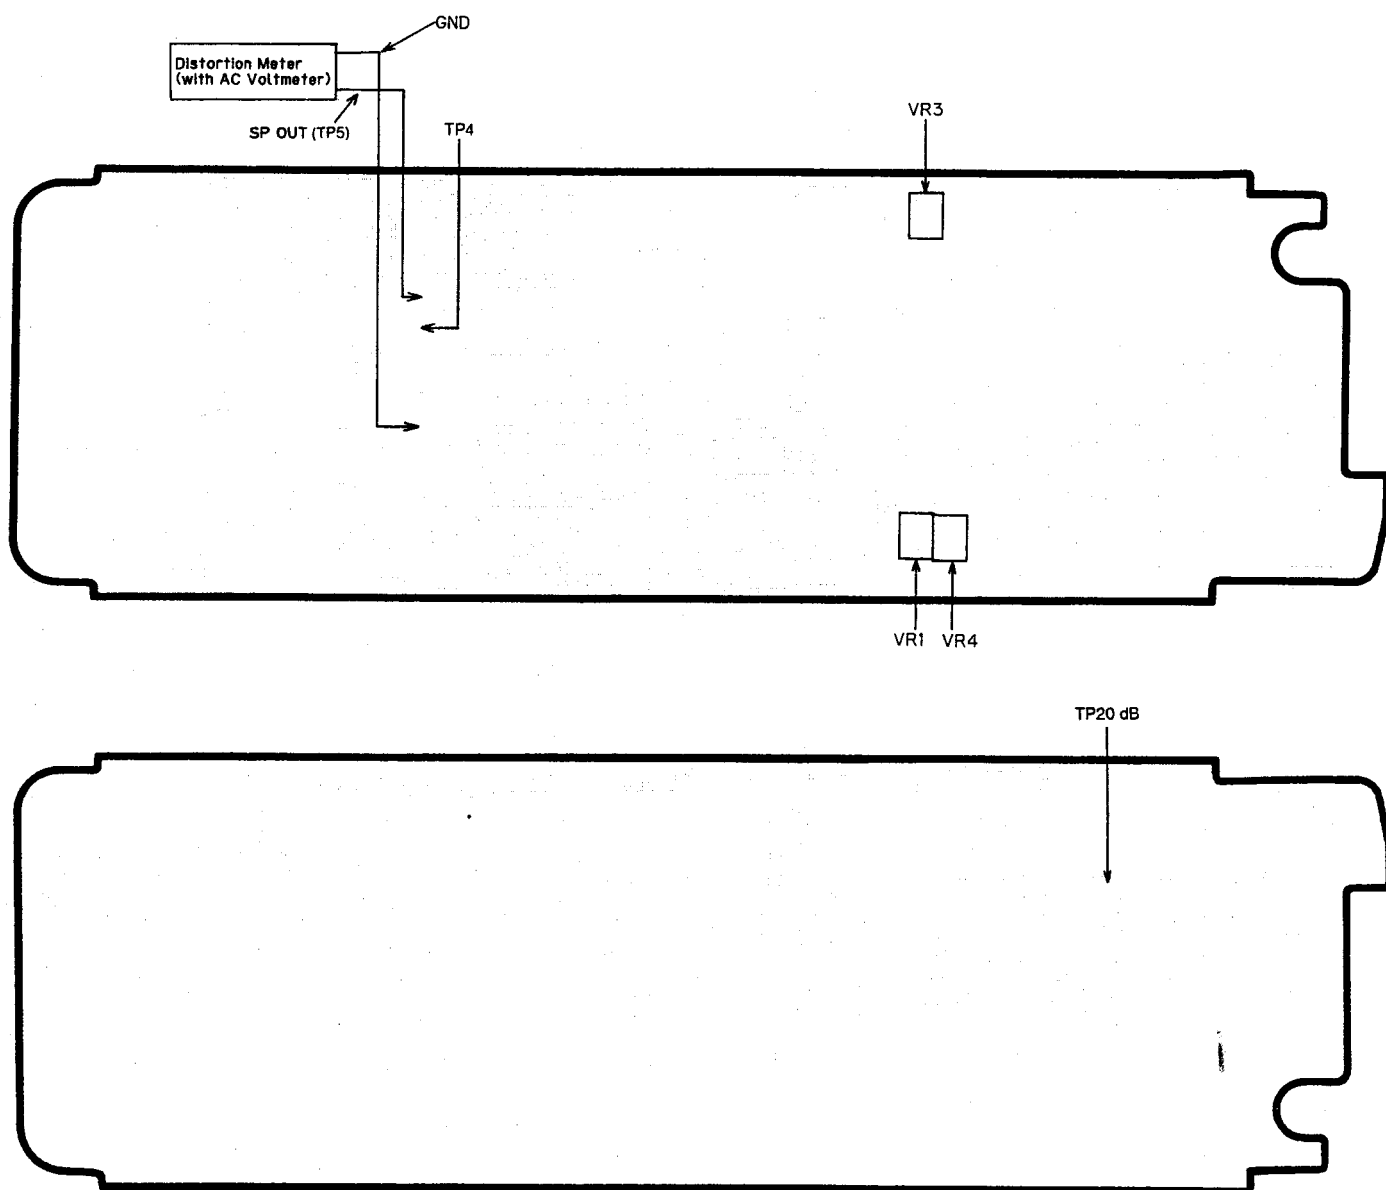 GND
Distortion Meter
(with AC Voltmeter)
SP OUT (TP5)
TP4
VR3
VR1
VR4
TP20 dB